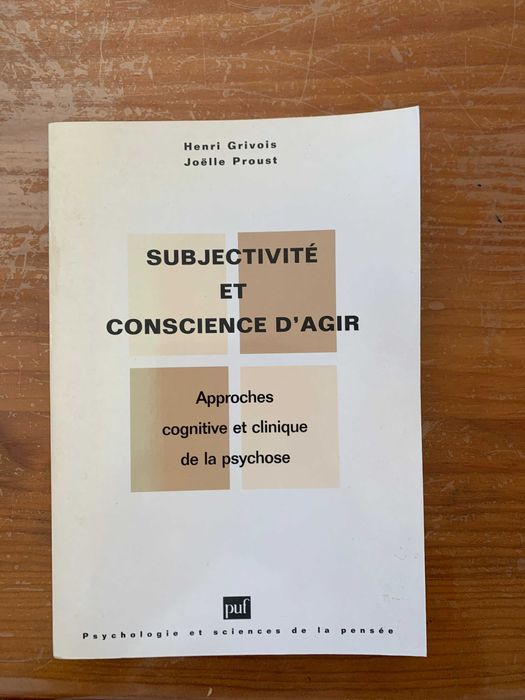 Henri Grivois
Joëlle Proust
SUBJECTIVITÉ
ET
CONSCIENCE D'AGIR
Approches
cognitive et clinique
de la psychose
puf
Psychologie et sciences de la pensée